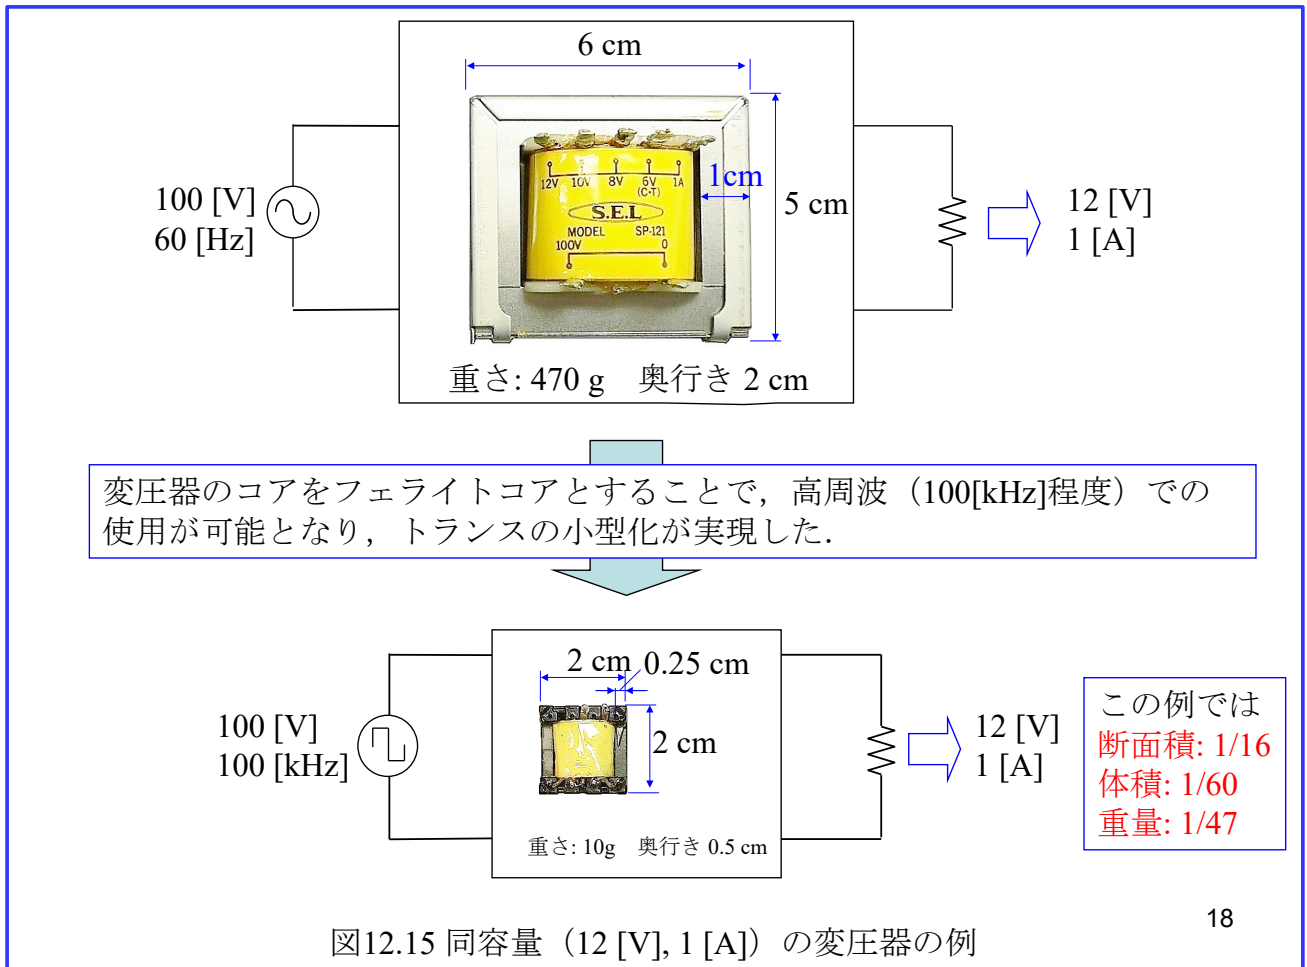 6 cm
100 [V]
60 [Hz]
12V 10V 8V 6V 1A
(C-T)
1cm
S.E.L
MODEL SP-121
100V 0
5 cm
12 [V]
1 [A]
重さ: 470 g 奥行き 2 cm
変圧器のコアをフェライトコアとすることで，高周波（100[kHz]程度）での
使用が可能となり，トランスの小型化が実現した．
2 cm 0.25 cm
100 [V]
100 [kHz]
2 cm
12 [V]
1 [A]
重さ: 10g 奥行き 0.5 cm
この例では
断面積: 1/16
体積: 1/60
重量: 1/47
図12.15 同容量（12 [V], 1 [A]）の変圧器の例
18